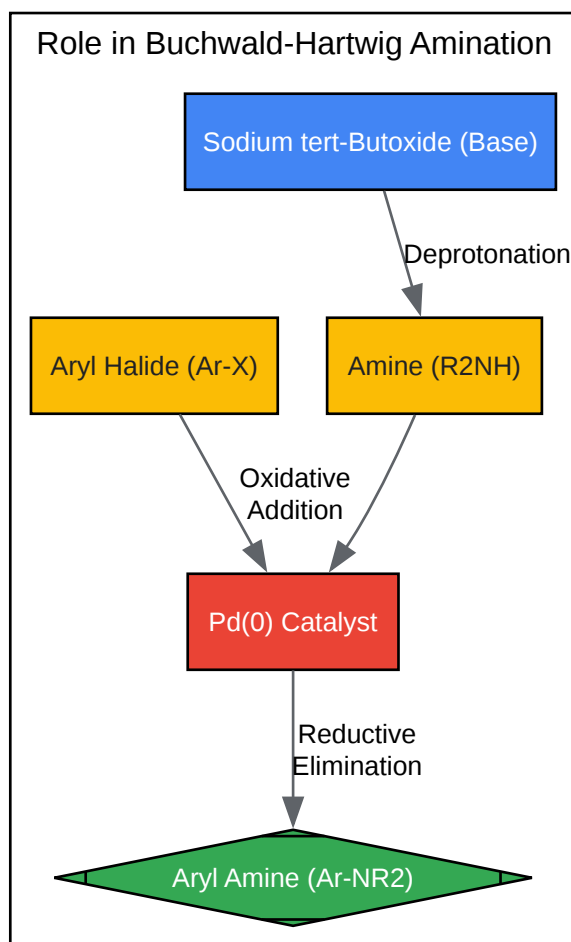 Role in Buchwald-Hartwig Amination
Sodium tert-Butoxide (Base)
Deprotonation
Aryl Halide (Ar-X)
Amine (R2NH)
Oxidative
Addition
Pd(0) Catalyst
Reductive
Elimination
Aryl Amine (Ar-NR2)